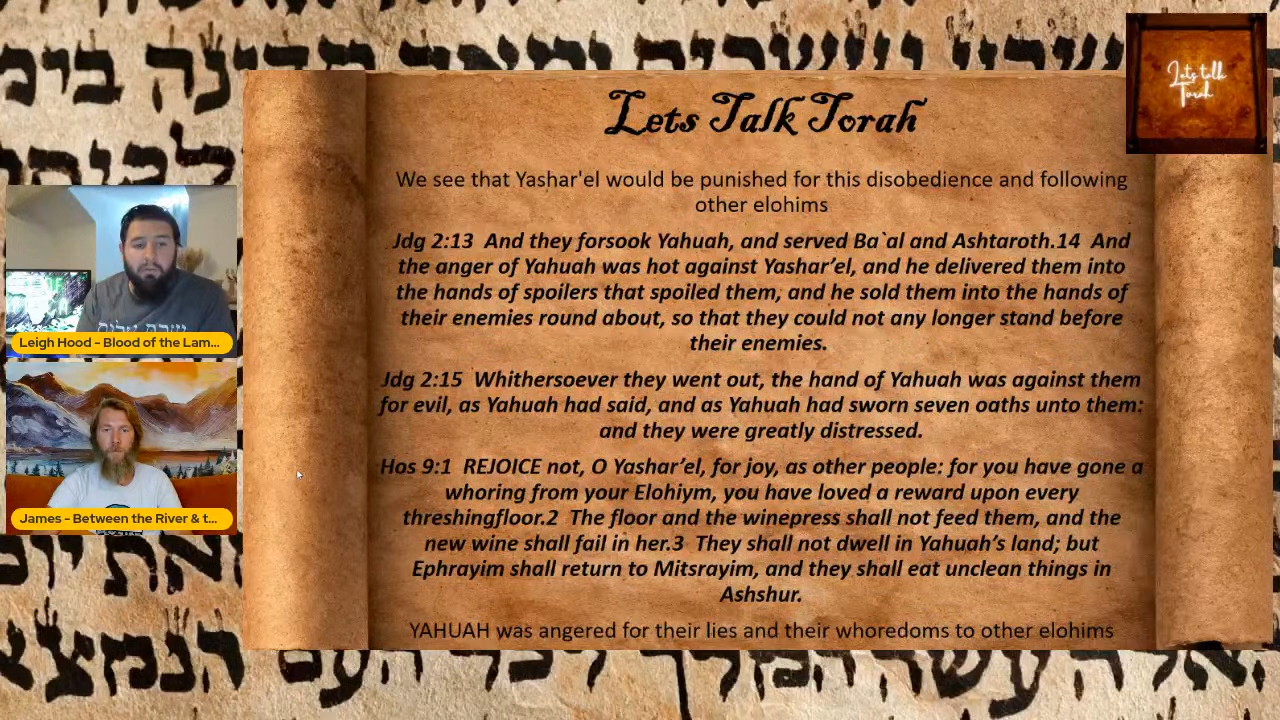 Lets talk
Torah
Lets Talk Torah
We see that Yashar'el would be punished for this disobedience and following
other elohims
Jdg 2:13 And they forsook Yahuah, and served Ba`al and Ashtaroth.14 And
the anger of Yahuah was hot against Yashar’el, and he delivered them into
the hands of spoilers that spoiled them, and he sold them into the hands of
their enemies round about, so that they could not any longer stand before
their enemies.
Jdg 2:15 Whithersoever they went out, the hand of Yahuah was against them
for evil, as Yahuah had said, and as Yahuah had sworn seven oaths unto them:
and they were greatly distressed.
Hos 9:1 REJOICE not, O Yashar’el, for joy, as other people: for you have gone a
whoring from your Elohiym, you have loved a reward upon every
threshingfloor.2 The floor and the winepress shall not feed them, and the
new wine shall fail in her.3 They shall not dwell in Yahuah’s land; but
Ephrayim shall return to Mitsrayim, and they shall eat unclean things in
Ashshur.
YAHUAH was angered for their lies and their whoredoms to other elohims
Leigh Hood - Blood of the Lam...
James - Between the River & t...